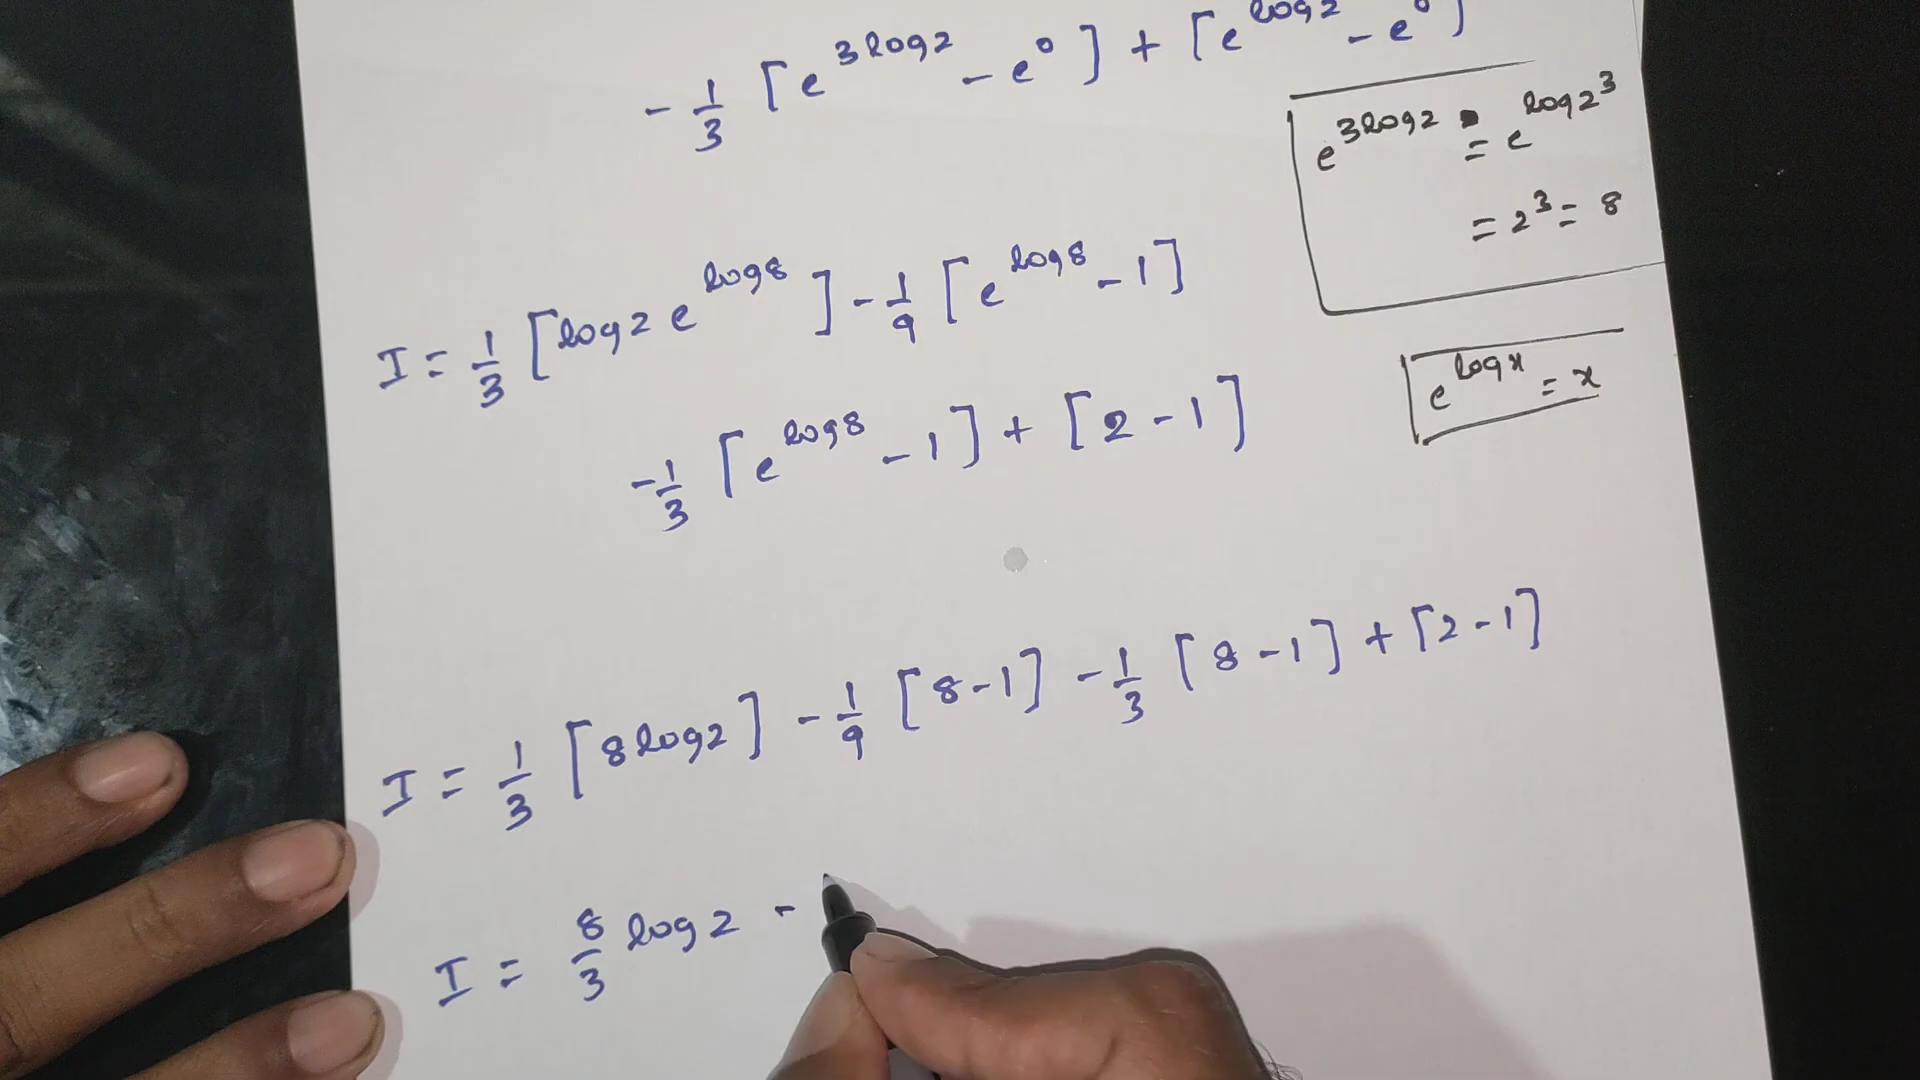 - 1/3 [e^{3log2} - e^0] + [e^{log2} - e^0]
e^{3log2} = e^{log2^3}
= 2^3 = 8
I = 1/3 [log2 e^{log8}] - 1/9 [e^{log8} - 1]
e^{logx} = x
- 1/3 [e^{log8} - 1] + [2 - 1]
I = 1/3 [8log2] - 1/9 [8-1] - 1/3 [8-1] + [2-1]
I = 8/3 log2 -